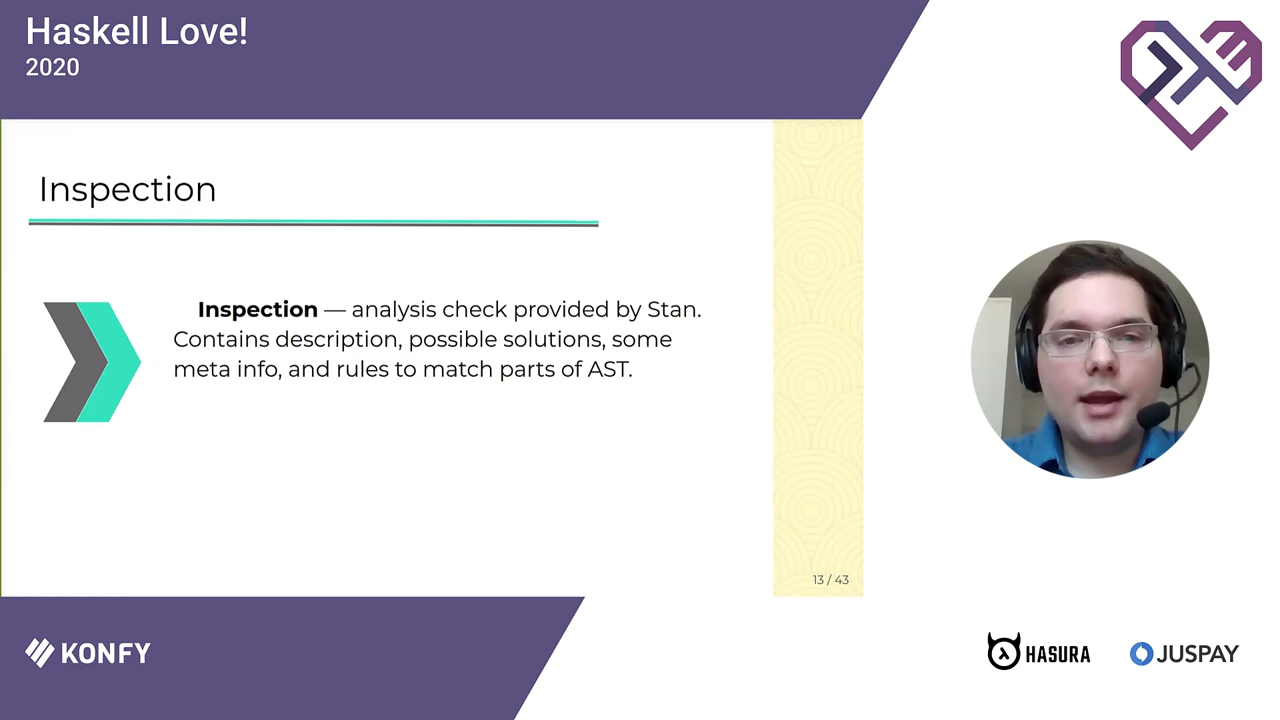 Haskell Love!
2020
Inspection
Inspection — analysis check provided by Stan.
Contains description, possible solutions, some
meta info, and rules to match parts of AST.
13 / 43
KONFY
HASURA
JUSPAY